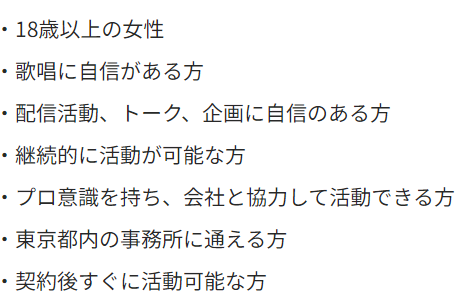 ・18歳以上の女性
・歌唱に自信がある方
・配信活動、トーク、企画に自信のある方
・継続的に活動が可能な方
・プロ意識を持ち、会社と協力して活動できる方
・東京都内の事務所に通える方
・契約後すぐに活動可能な方